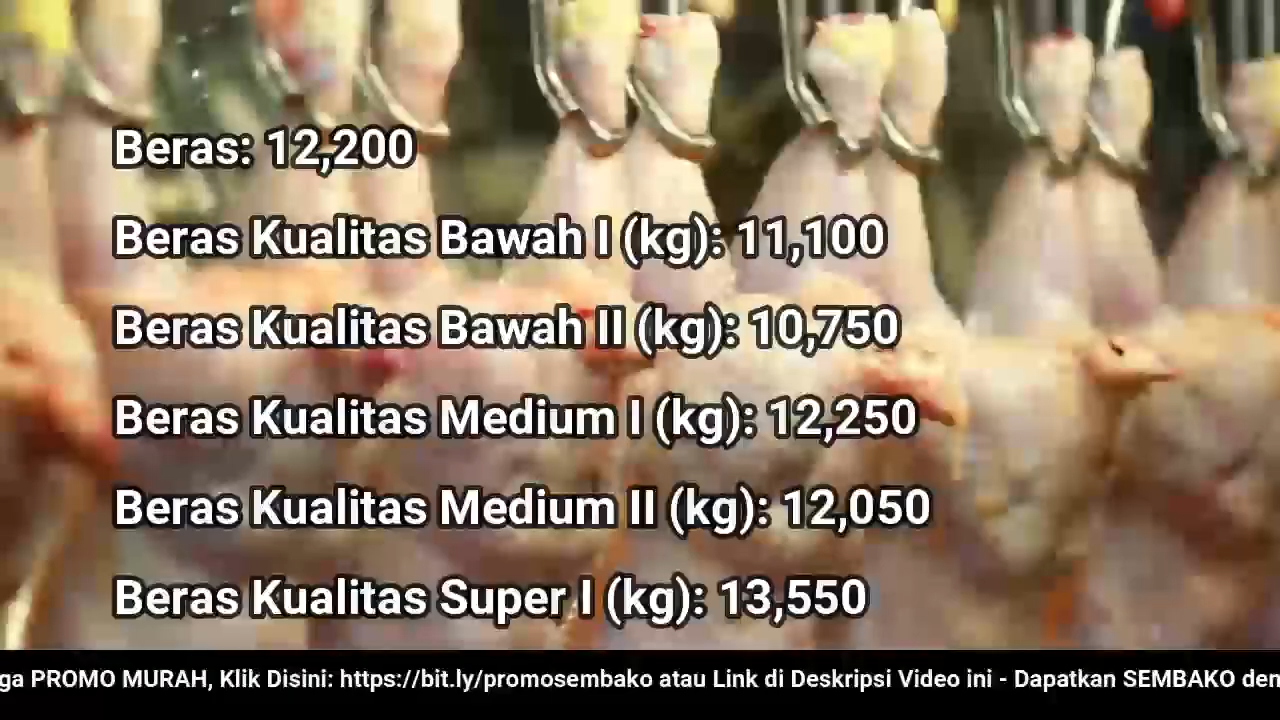 Beras: 12,200
Beras Kualitas Bawah I (kg): 11,100
Beras Kualitas Bawah II (kg): 10,750
Beras Kualitas Medium I (kg): 12,250
Beras Kualitas Medium II (kg): 12,050
Beras Kualitas Super I (kg): 13,550
ga PROMO MURAH, Klik Disini: https://bit.ly/promosembako atau Link di Deskripsi Video ini - Dapatkan SEMBAKO den